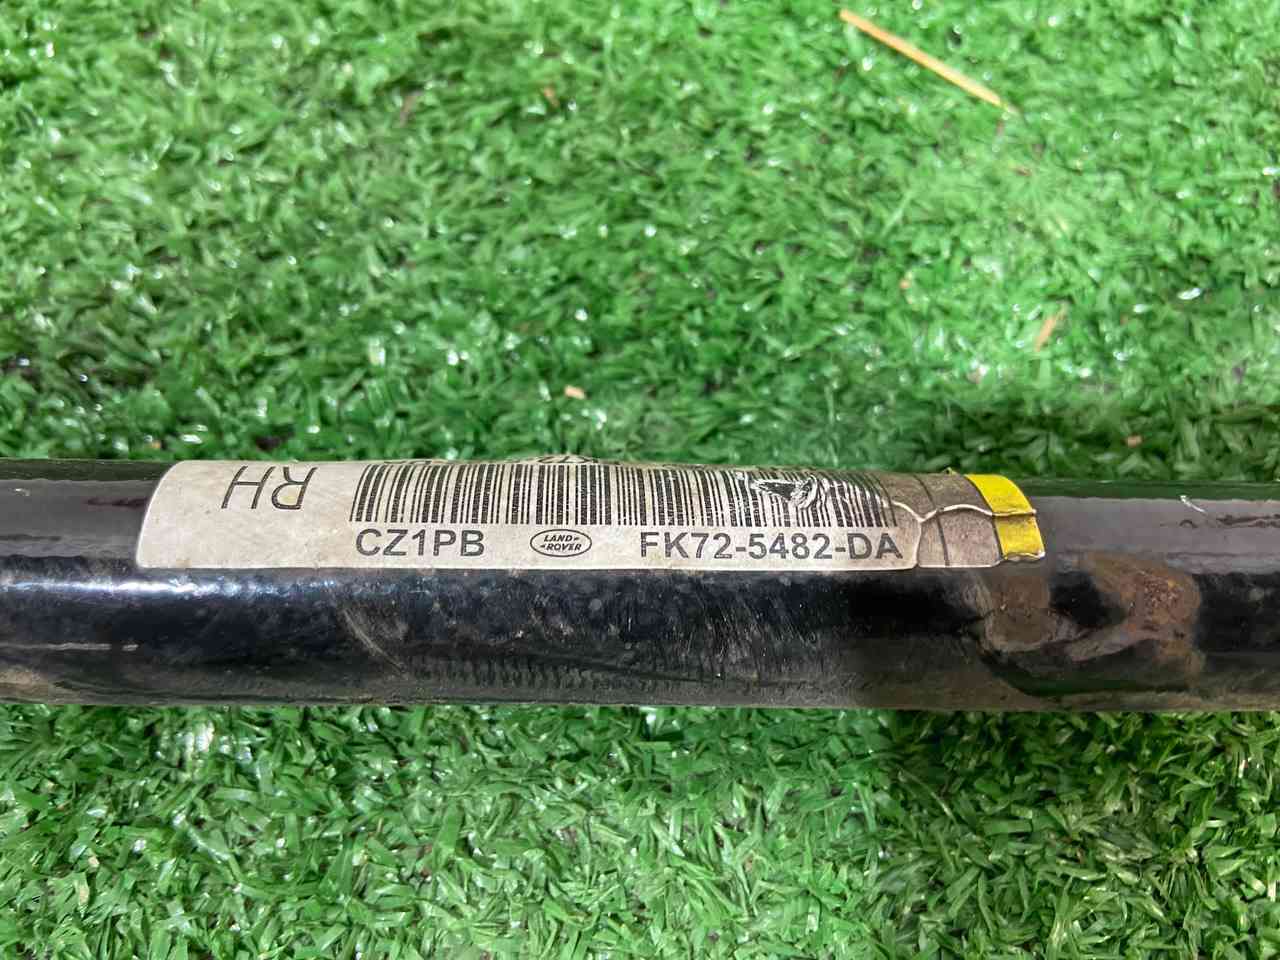 RH
CZ1PB LAND-ROVER FK72-5482-DA